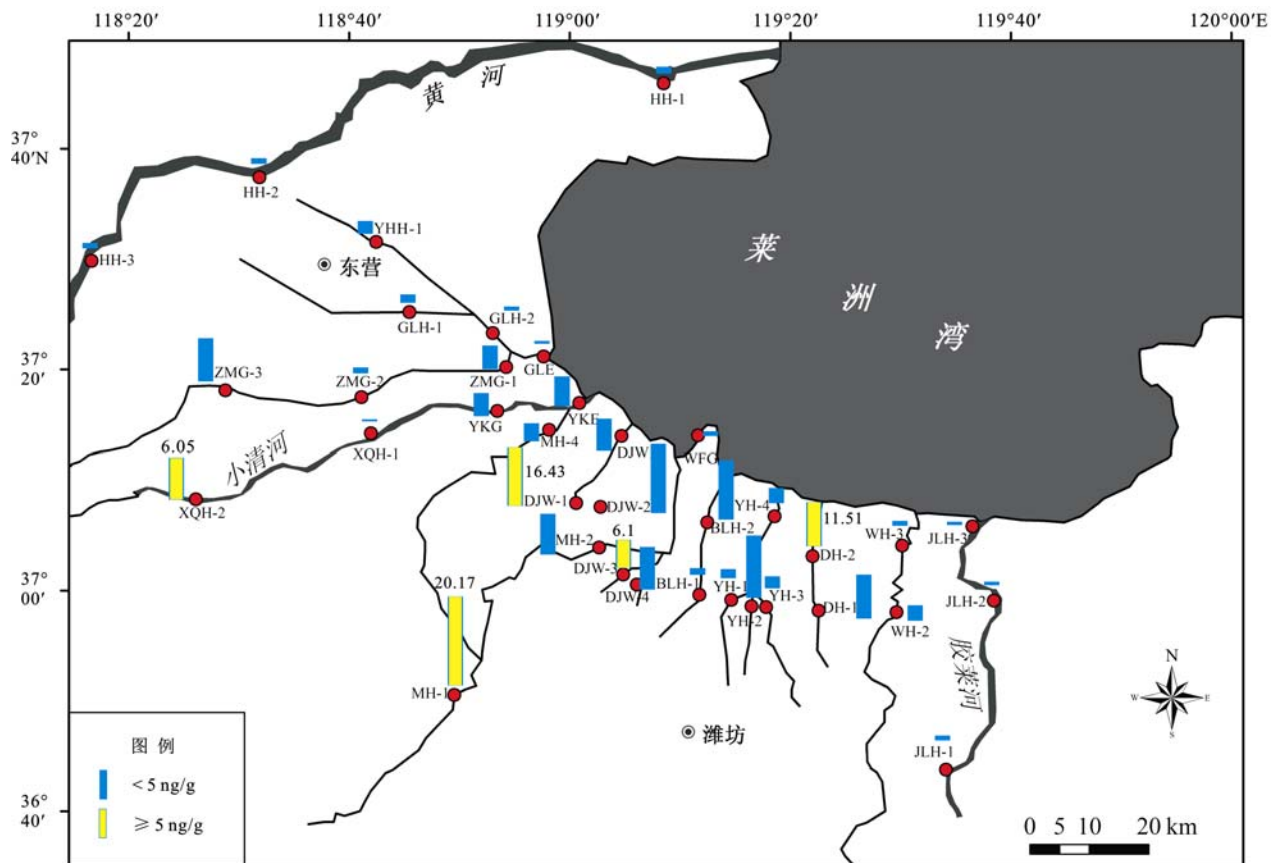 118°20′ 118°40′ 119°00′ 119°20′ 119°40′ 120°00′E
37°
40′N
37°
20′
37°
00′
36°
40′
黄河
HH-1
HH-2
HH-3
YHH-1
东营
GLH-1
GLH-2
GLE
ZMG-3
ZMG-2
ZMG-1
YKG
YKE
XQH-1
小清河
6.05
XQH-2
MH-4
16.43
DJW
DJW-1
DJW-2
WFG
MH-2
6.1
DJW-3
DJW-4
BLH-2
BLH-1
YH-4
YH-1
YH-2
YH-3
11.51
DH-2
DH-1
WH-3
WH-2
JLH-3
JLH-2
胶莱河
JLH-1
20.17
MH-1
潍坊
莱洲湾
N
W E
S
图例
< 5 ng/g
≥ 5 ng/g
0 5 10 20 km